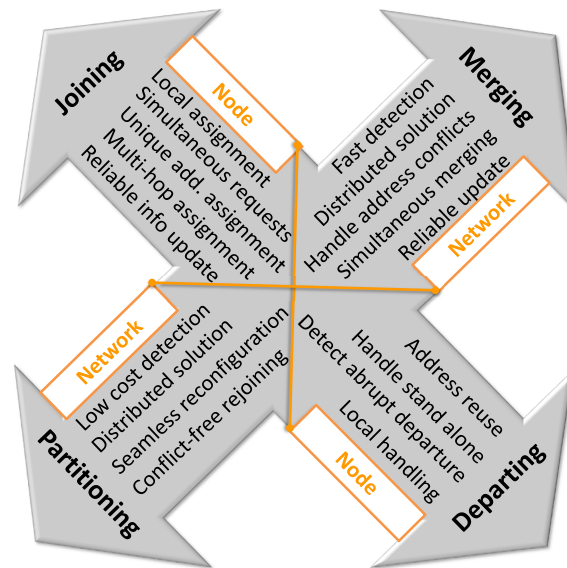 Joining
Node
Local assignment
Simultaneous requests
Unique add. assignment
Multi-hop assignment
Reliable info update
Merging
Fast detection
Distributed solution
Handle address conflicts
Simultaneous merging
Reliable update
Network
Network
Low cost detection
Distributed solution
Seamless reconfiguration
Conflict-free rejoining
Partitioning
Address reuse
Handle stand alone
Detect abrupt departure
Local handling
Node
Departing